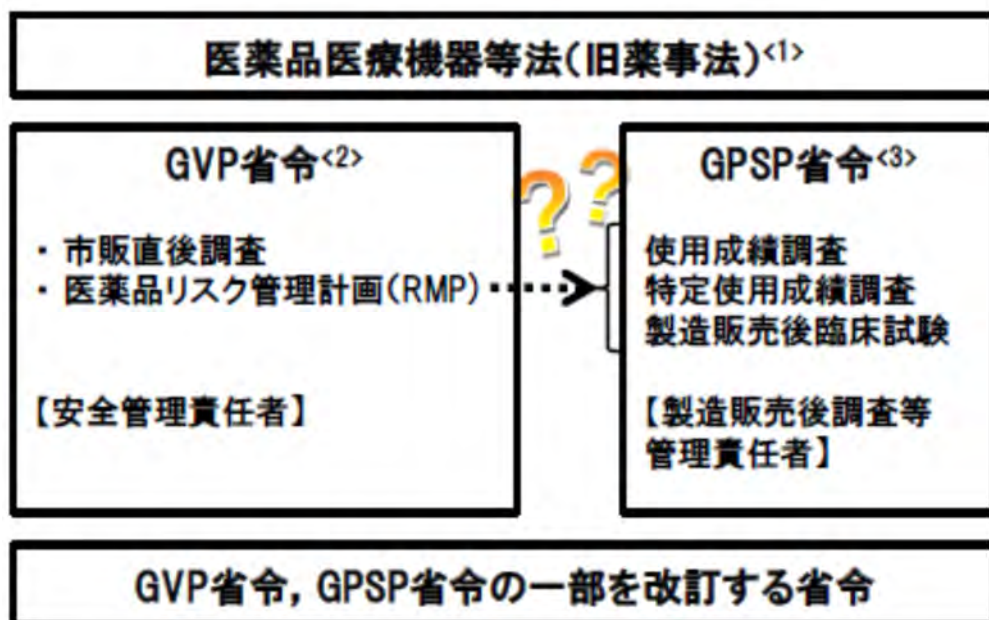 医薬品医療機器等法(旧薬事法)<1>
GVP省令<2>
・ 市販直後調査
・ 医薬品リスク管理計画(RMP)
【安全管理責任者】
??
GPSP省令<3>
使用成績調査
特定使用成績調査
製造販売後臨床試験
【製造販売後調査等
管理責任者】
GVP省令, GPSP省令の一部を改訂する省令